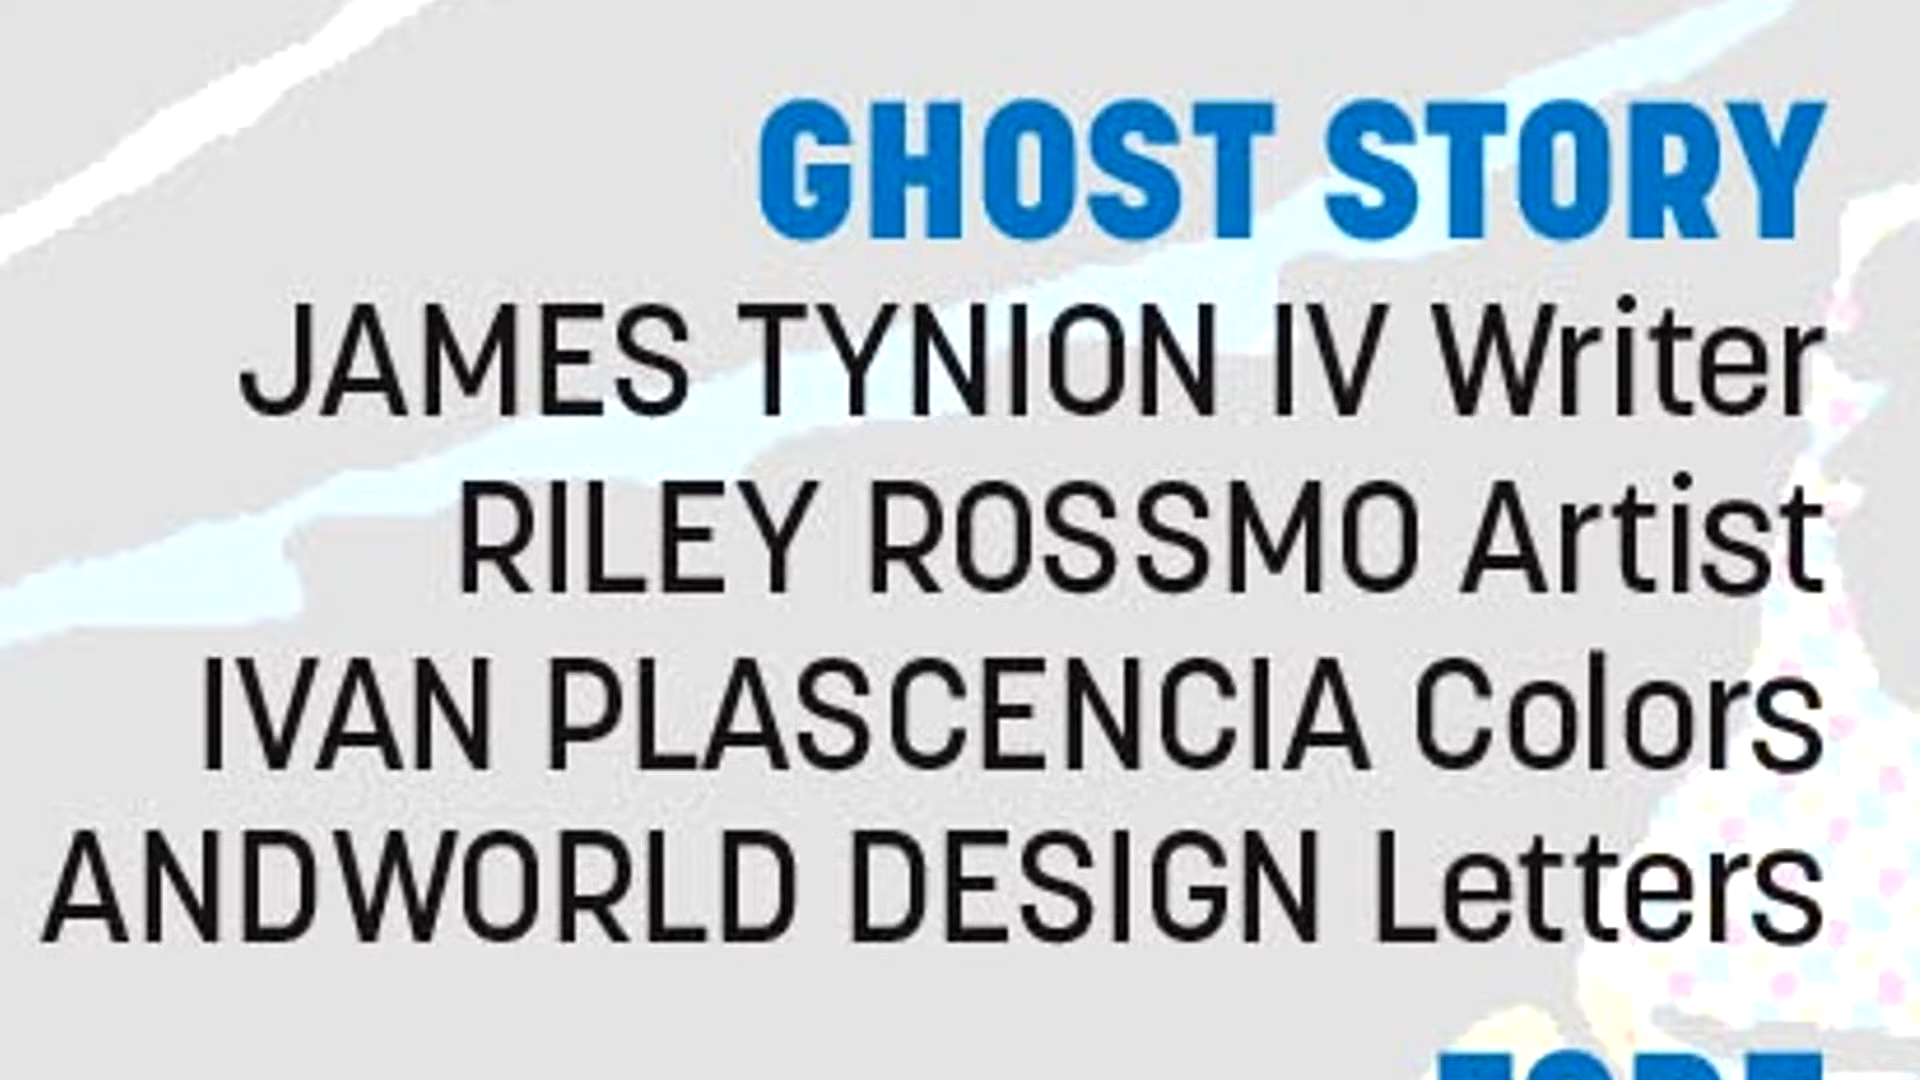 GHOST STORY
JAMES TYNION IV Writer
RILEY ROSSMO Artist
IVAN PLASCENCIA Colors
ANDWORLD DESIGN Letters